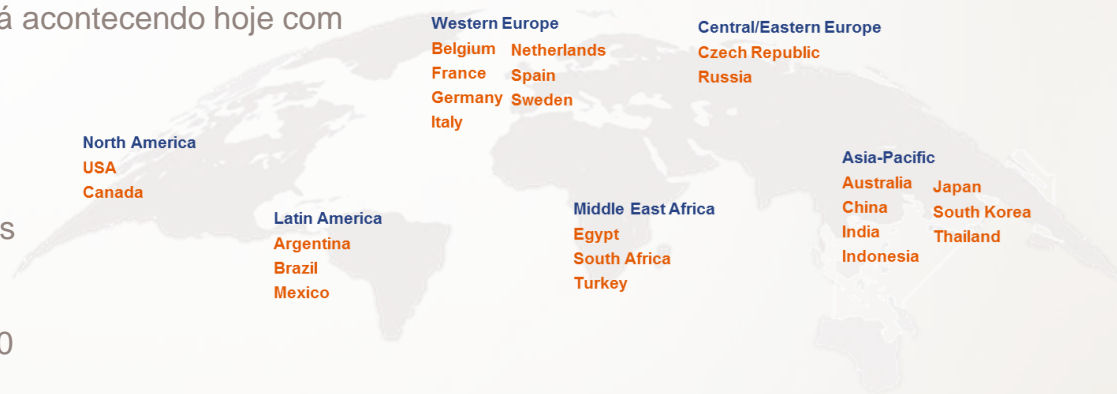 á acontecendo hoje com
s
0
Western Europe
Belgium Netherlands
France Spain
Germany Sweden
Italy
Central/Eastern Europe
Czech Republic
Russia
North America
USA
Canada
Latin America
Argentina
Brazil
Mexico
Middle East Africa
Egypt
South Africa
Turkey
Asia-Pacific
Australia Japan
China South Korea
India Thailand
Indonesia